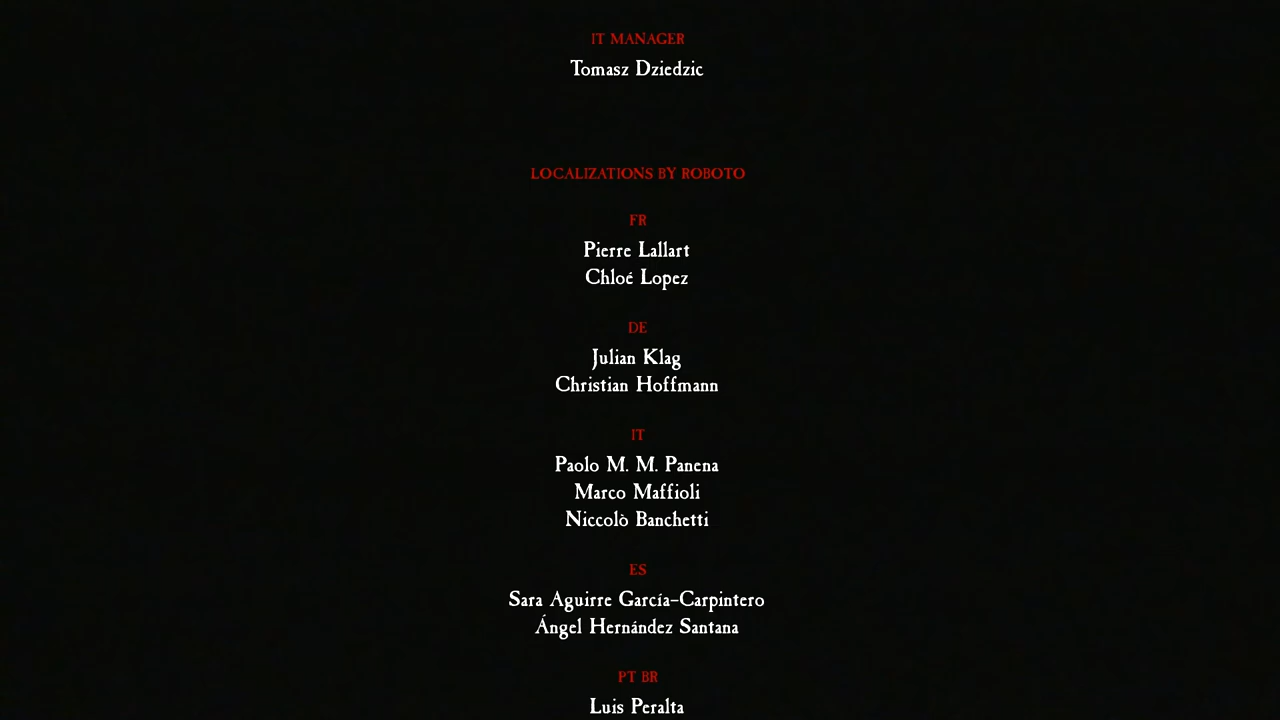 IT MANAGER
Tomasz Dziedzic
LOCALIZATIONS BY ROBOTO
FR
Pierre Lallart
Chloé Lopez
DE
Julian Klag
Christian Hoffmann
IT
Paolo M. M. Panena
Marco Maffioli
Niccolò Banchetti
ES
Sara Aguirre García-Carpintero
Ángel Hernández Santana
PT BR
Luis Peralta